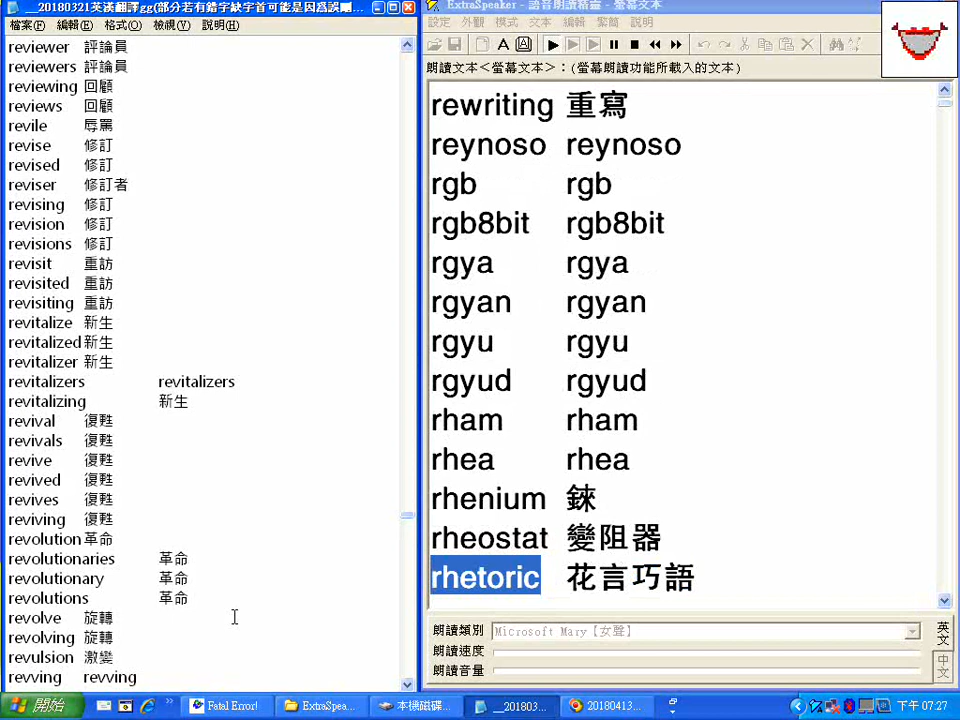 __20180321英漢翻譯gg(部分若有錯字缺字首可能是因為誤刪
檔案(F) 編輯(E) 格式(O) 檢視(V) 說明(H)
reviewer 評論員
reviewers 評論員
reviewing 回顧
reviews 回顧
revile 辱罵
revise 修訂
revised 修訂
reviser 修訂者
revising 修訂
revision 修訂
revisions 修訂
revisit 重訪
revisited 重訪
revisiting 重訪
revitalize 新生
revitalized 新生
revitalizer 新生
revitalizers revitalizers
revitalizing 新生
revival 復甦
revivals 復甦
revive 復甦
revived 復甦
revives 復甦
reviving 復甦
revolution 革命
revolutionaries 革命
revolutionary 革命
revolutions 革命
revolve 旋轉
revolving 旋轉
revulsion 激變
revving revving
ExtraSpeaker - 語音朗讀精靈 - 螢幕文本
設定 外觀 模式 文本 編輯 繁簡 說明
朗讀文本<螢幕文本>：(螢幕朗讀功能所載入的文本)
rewriting 重寫
reynoso reynoso
rgb rgb
rgb8bit rgb8bit
rgya rgya
rgyan rgyan
rgyu rgyu
rgyud rgyud
rham rham
rhea rhea
rhenium 錸
rheostat 變阻器
rhetoric 花言巧語
朗讀類別 Microsoft Mary【女聲】
朗讀速度
朗讀音量
英文
中文
開始 Fatal Error! ExtraSpea... 本機磁碟... __201803... 20180413... 下午 07:27